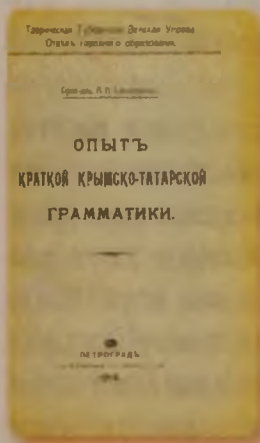 Таврическая Губернская Земская Управа
Отдѣлъ народнаго образованія.
ОПЫТЪ
КРАТКОЙ КРЫМСКО-ТАТАРСКОЙ
ГРАММАТИКИ.
ПЕТРОГРАДЪ